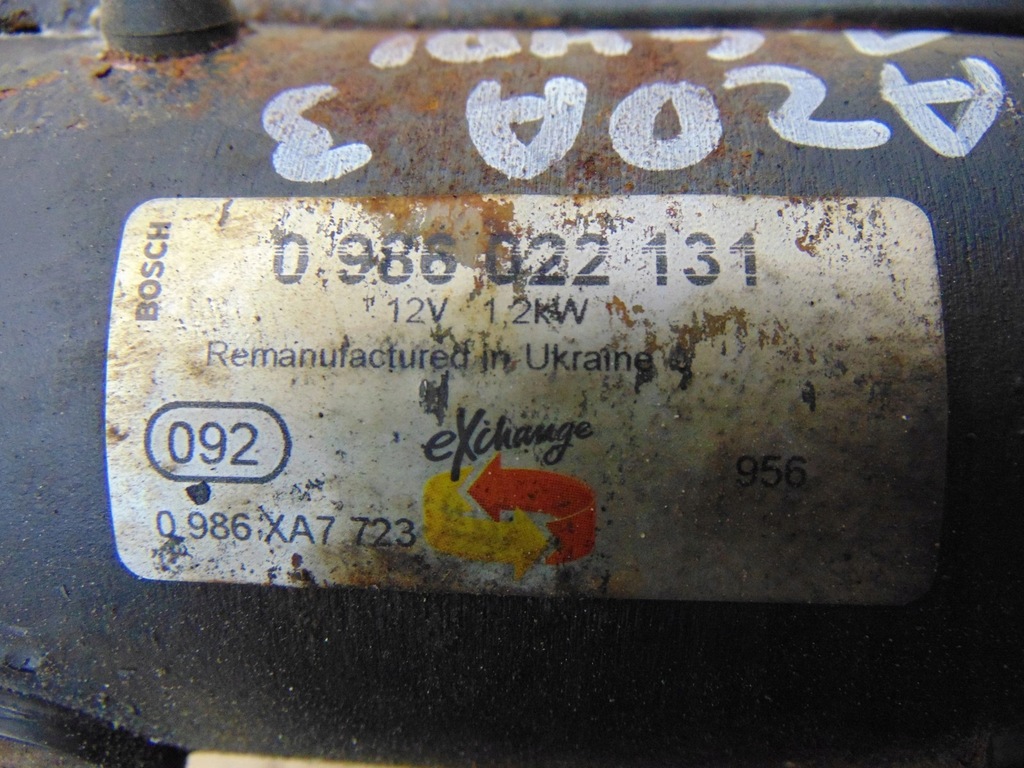 A20A3
BOSCH
0 986 022 131
12V 1,2KW
Remanufactured in Ukraine
092
eXchange
956
0 986 XA7 723